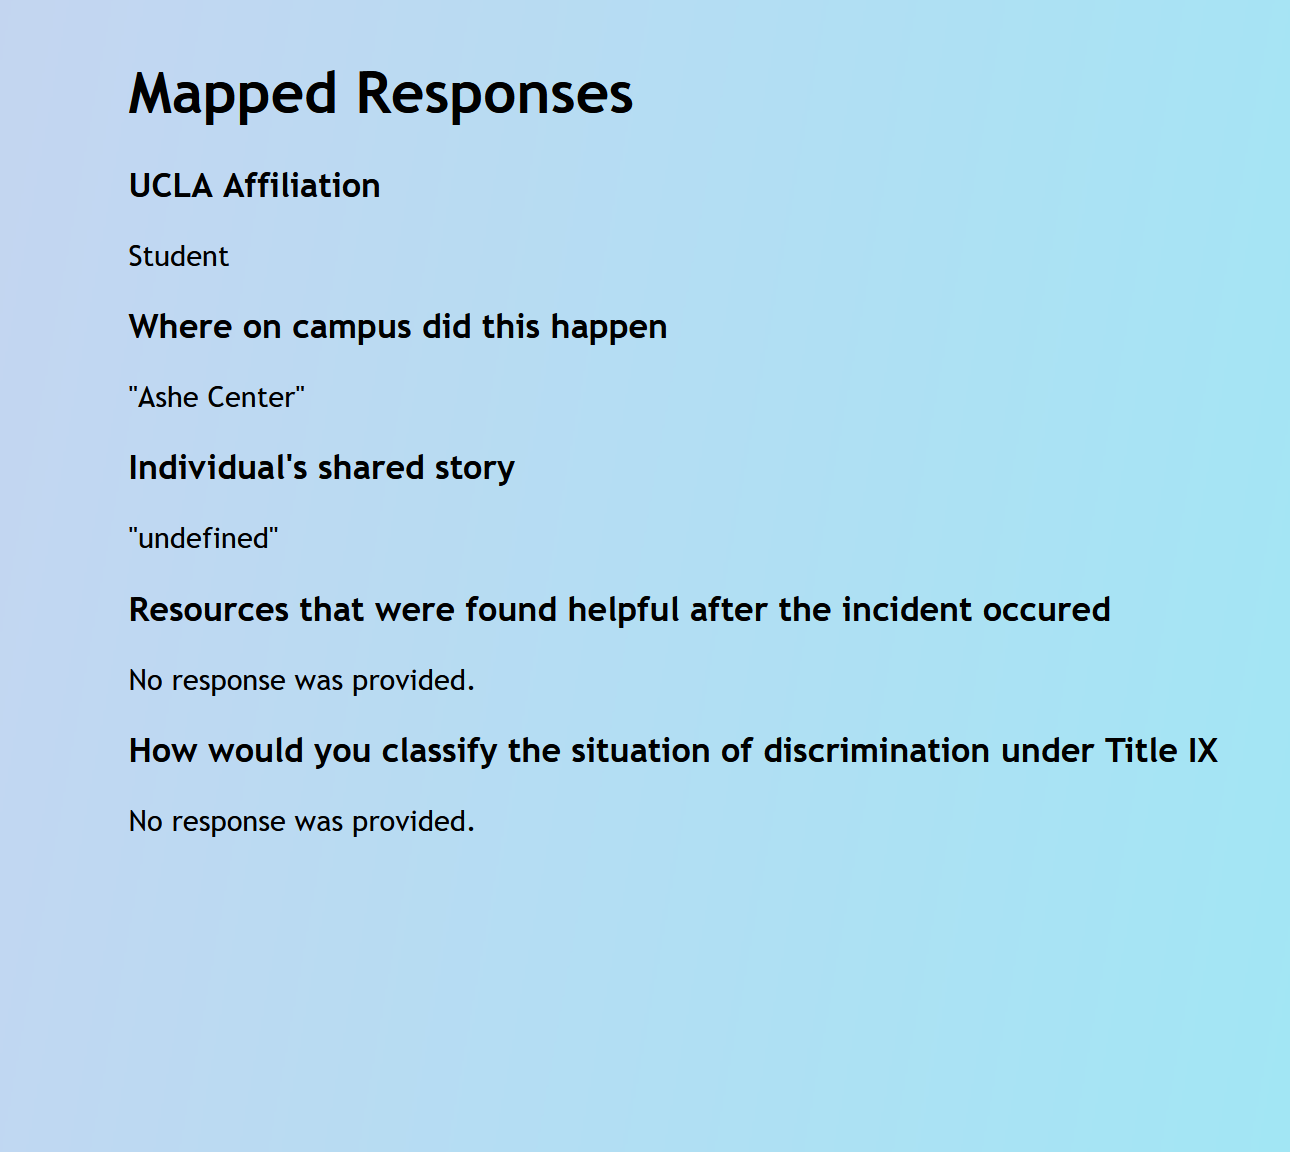 Mapped Responses
UCLA Affiliation
Student
Where on campus did this happen
"Ashe Center"
Individual's shared story
"undefined"
Resources that were found helpful after the incident occured
No response was provided.
How would you classify the situation of discrimination under Title IX
No response was provided.